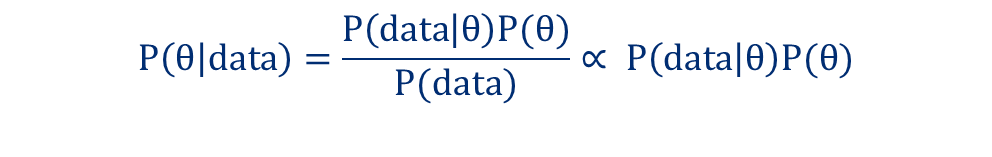 P(θ|data) = P(data|θ)P(θ) / P(data) ∝ P(data|θ)P(θ)